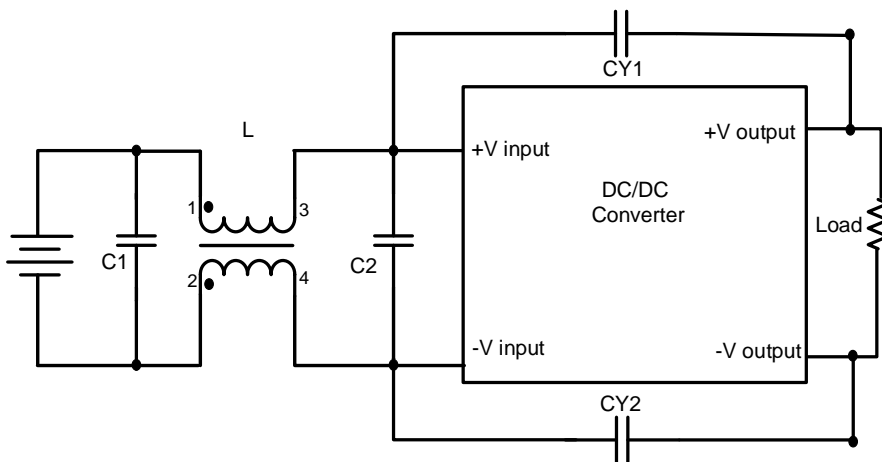 CY1
L
+V input
+V output
1
3
DC/DC
Converter
Load
C1
C2
2
4
-V input
-V output
CY2